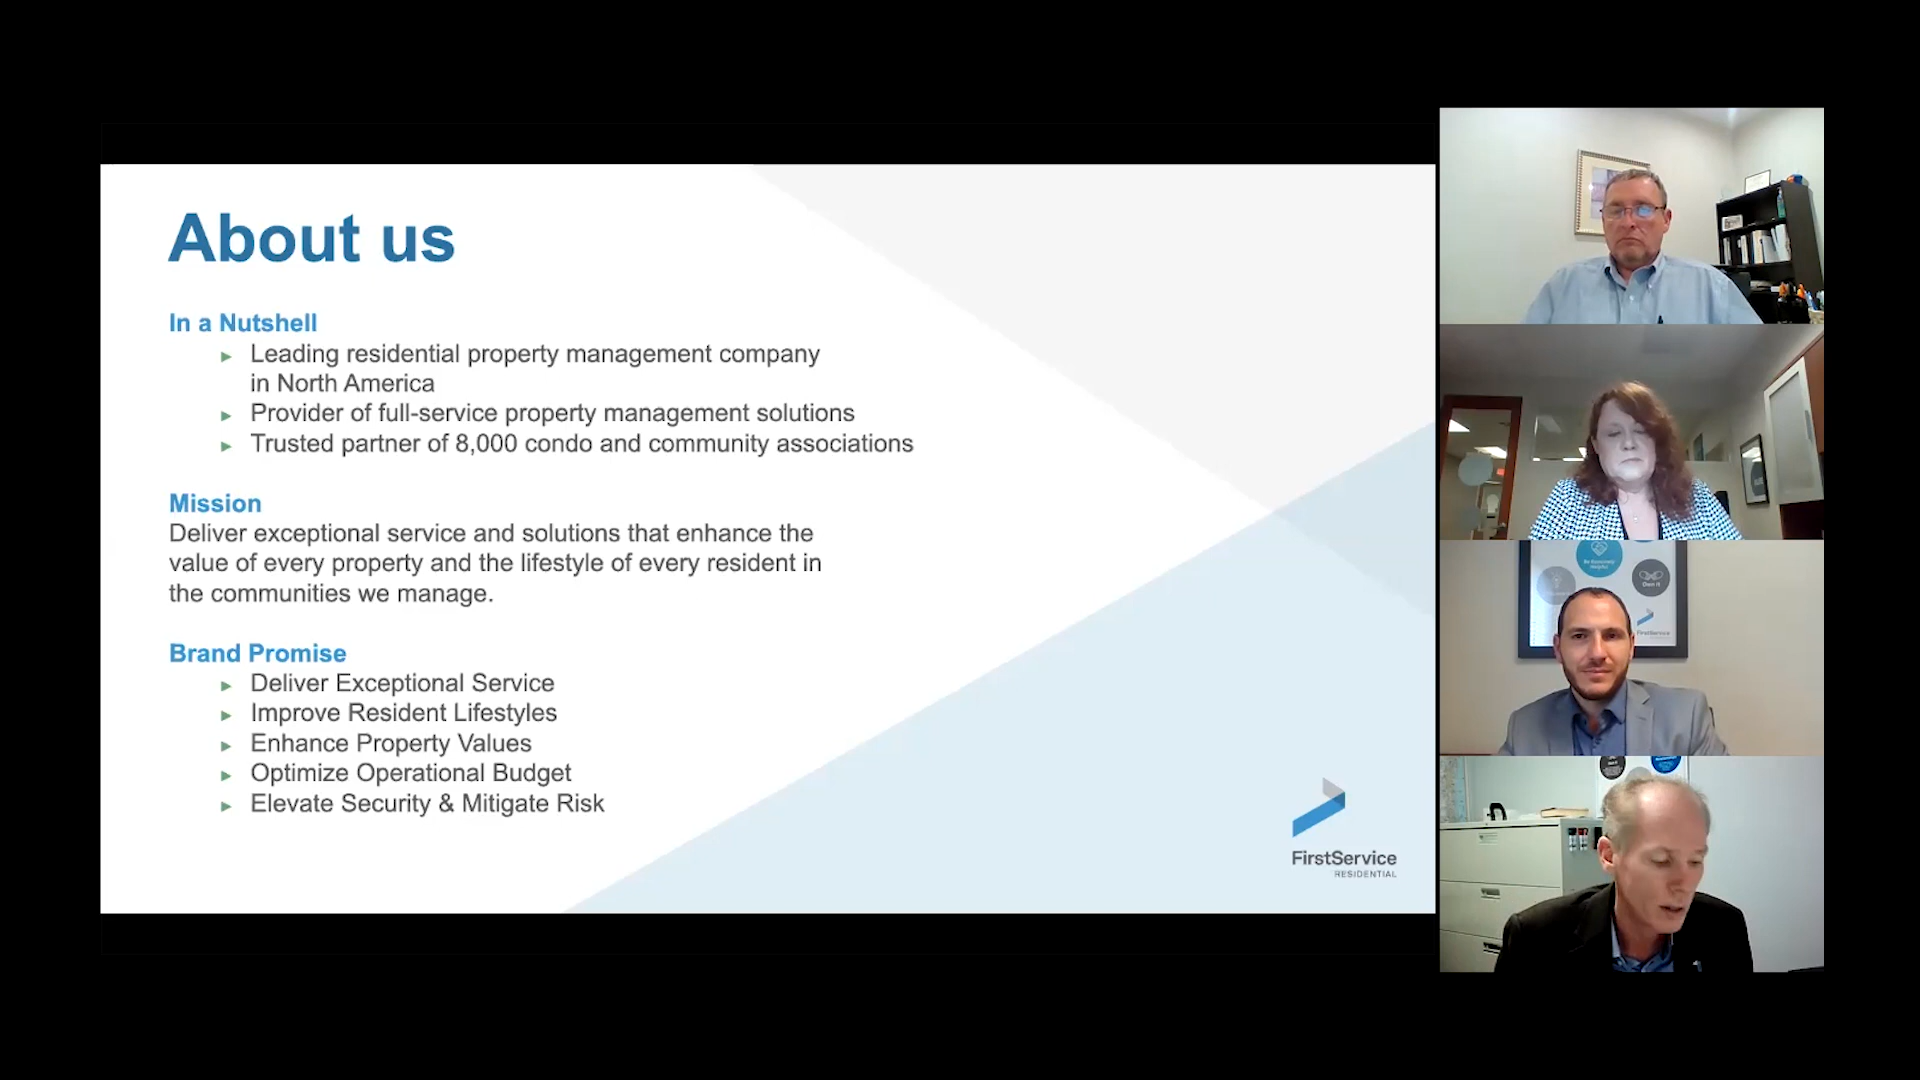 About us
In a Nutshell
Leading residential property management company
in North America
Provider of full-service property management solutions
Trusted partner of 8,000 condo and community associations
Mission
Deliver exceptional service and solutions that enhance the
value of every property and the lifestyle of every resident in
the communities we manage.
Brand Promise
Deliver Exceptional Service
Improve Resident Lifestyles
Enhance Property Values
Optimize Operational Budget
Elevate Security & Mitigate Risk
FirstService
RESIDENTIAL
Own It
FirstService